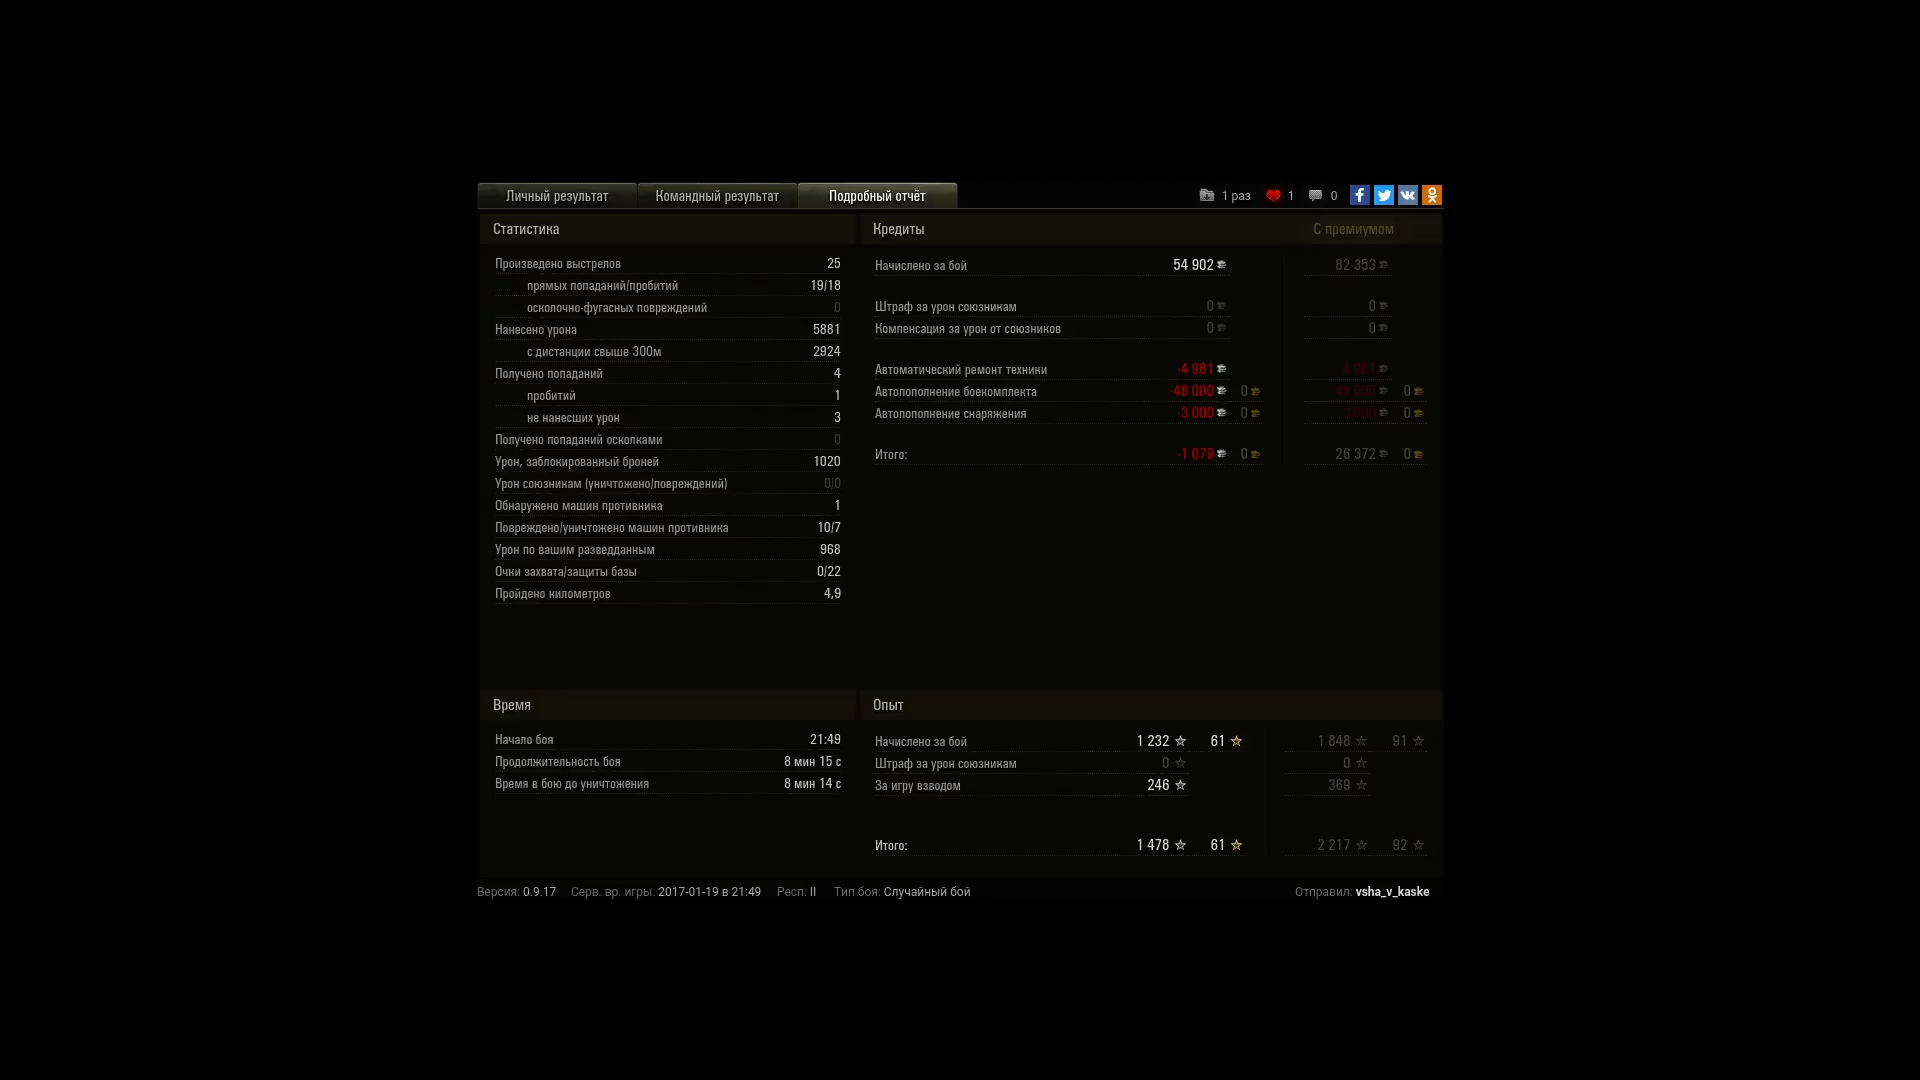 Личный результат Командный результат Подробный отчёт 1 раз 1 0
Статистика
Произведено выстрелов 25
прямых попаданий/пробитий 19/18
осколочно-фугасных повреждений 0
Нанесено урона 5881
с дистанции свыше 300м 2924
Получено попаданий 4
пробитий 1
не нанесших урон 3
Получено попаданий осколками 0
Урон, заблокированный броней 1020
Урон союзникам (уничтожено/повреждений) 0/0
Обнаружено машин противника 1
Повреждено/уничтожено машин противника 10/7
Урон по вашим разведданным 968
Очки захвата/защиты базы 0/22
Пройдено километров 4,9
Кредиты С премиумом
Начислено за бой 54 902 82 353
Штраф за урон союзникам 0 0
Компенсация за урон от союзников 0 0
Автоматический ремонт техники -4 981
Автопополнение боекомплекта -48 000 0 0
Автопополнение снаряжения -3 000 0 0
Итого: -1 079 0 26 372 0
Время
Начало боя 21:49
Продолжительность боя 8 мин 15 с
Время в бою до уничтожения 8 мин 14 с
Опыт
Начислено за бой 1 232 61 1 848 91
Штраф за урон союзникам 0 0
За игру взводом 246 369
Итого: 1 478 61 2 217 92
Версия: 0.9.17 Серв. вр. игры: 2017-01-19 в 21:49 Респ: II Тип боя: Случайный бой Отправил: vsha_v_kaske